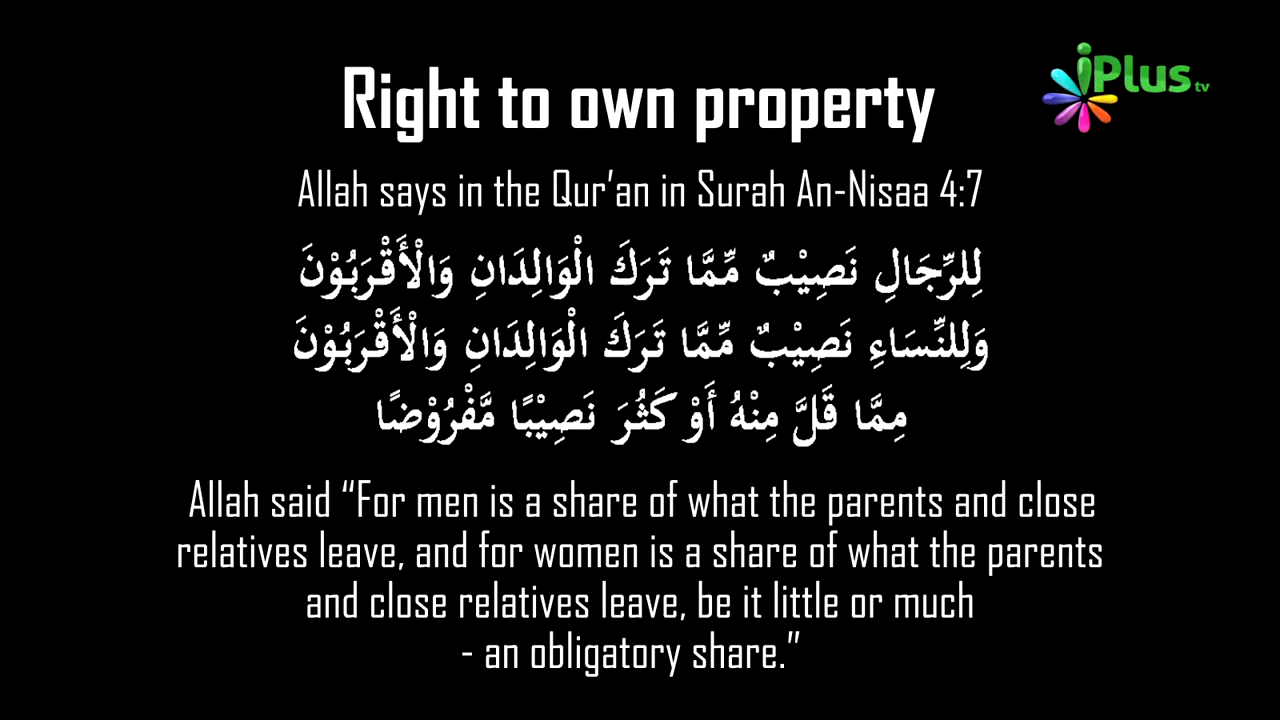 iPlus tv
Right to own property
Allah says in the Qur’an in Surah An-Nisaa 4:7
لِلرِّجَالِ نَصِيْبٌ مِّمَّا تَرَكَ الْوَالِدَانِ وَالْأَقْرَبُوْنَ
وَلِلنِّسَاءِ نَصِيْبٌ مِّمَّا تَرَكَ الْوَالِدَانِ وَالْأَقْرَبُوْنَ
مِمَّا قَلَّ مِنْهُ أَوْ كَثُرَ نَصِيْبًا مَّفْرُوْضًا
Allah said “For men is a share of what the parents and close
relatives leave, and for women is a share of what the parents
and close relatives leave, be it little or much
- an obligatory share.”